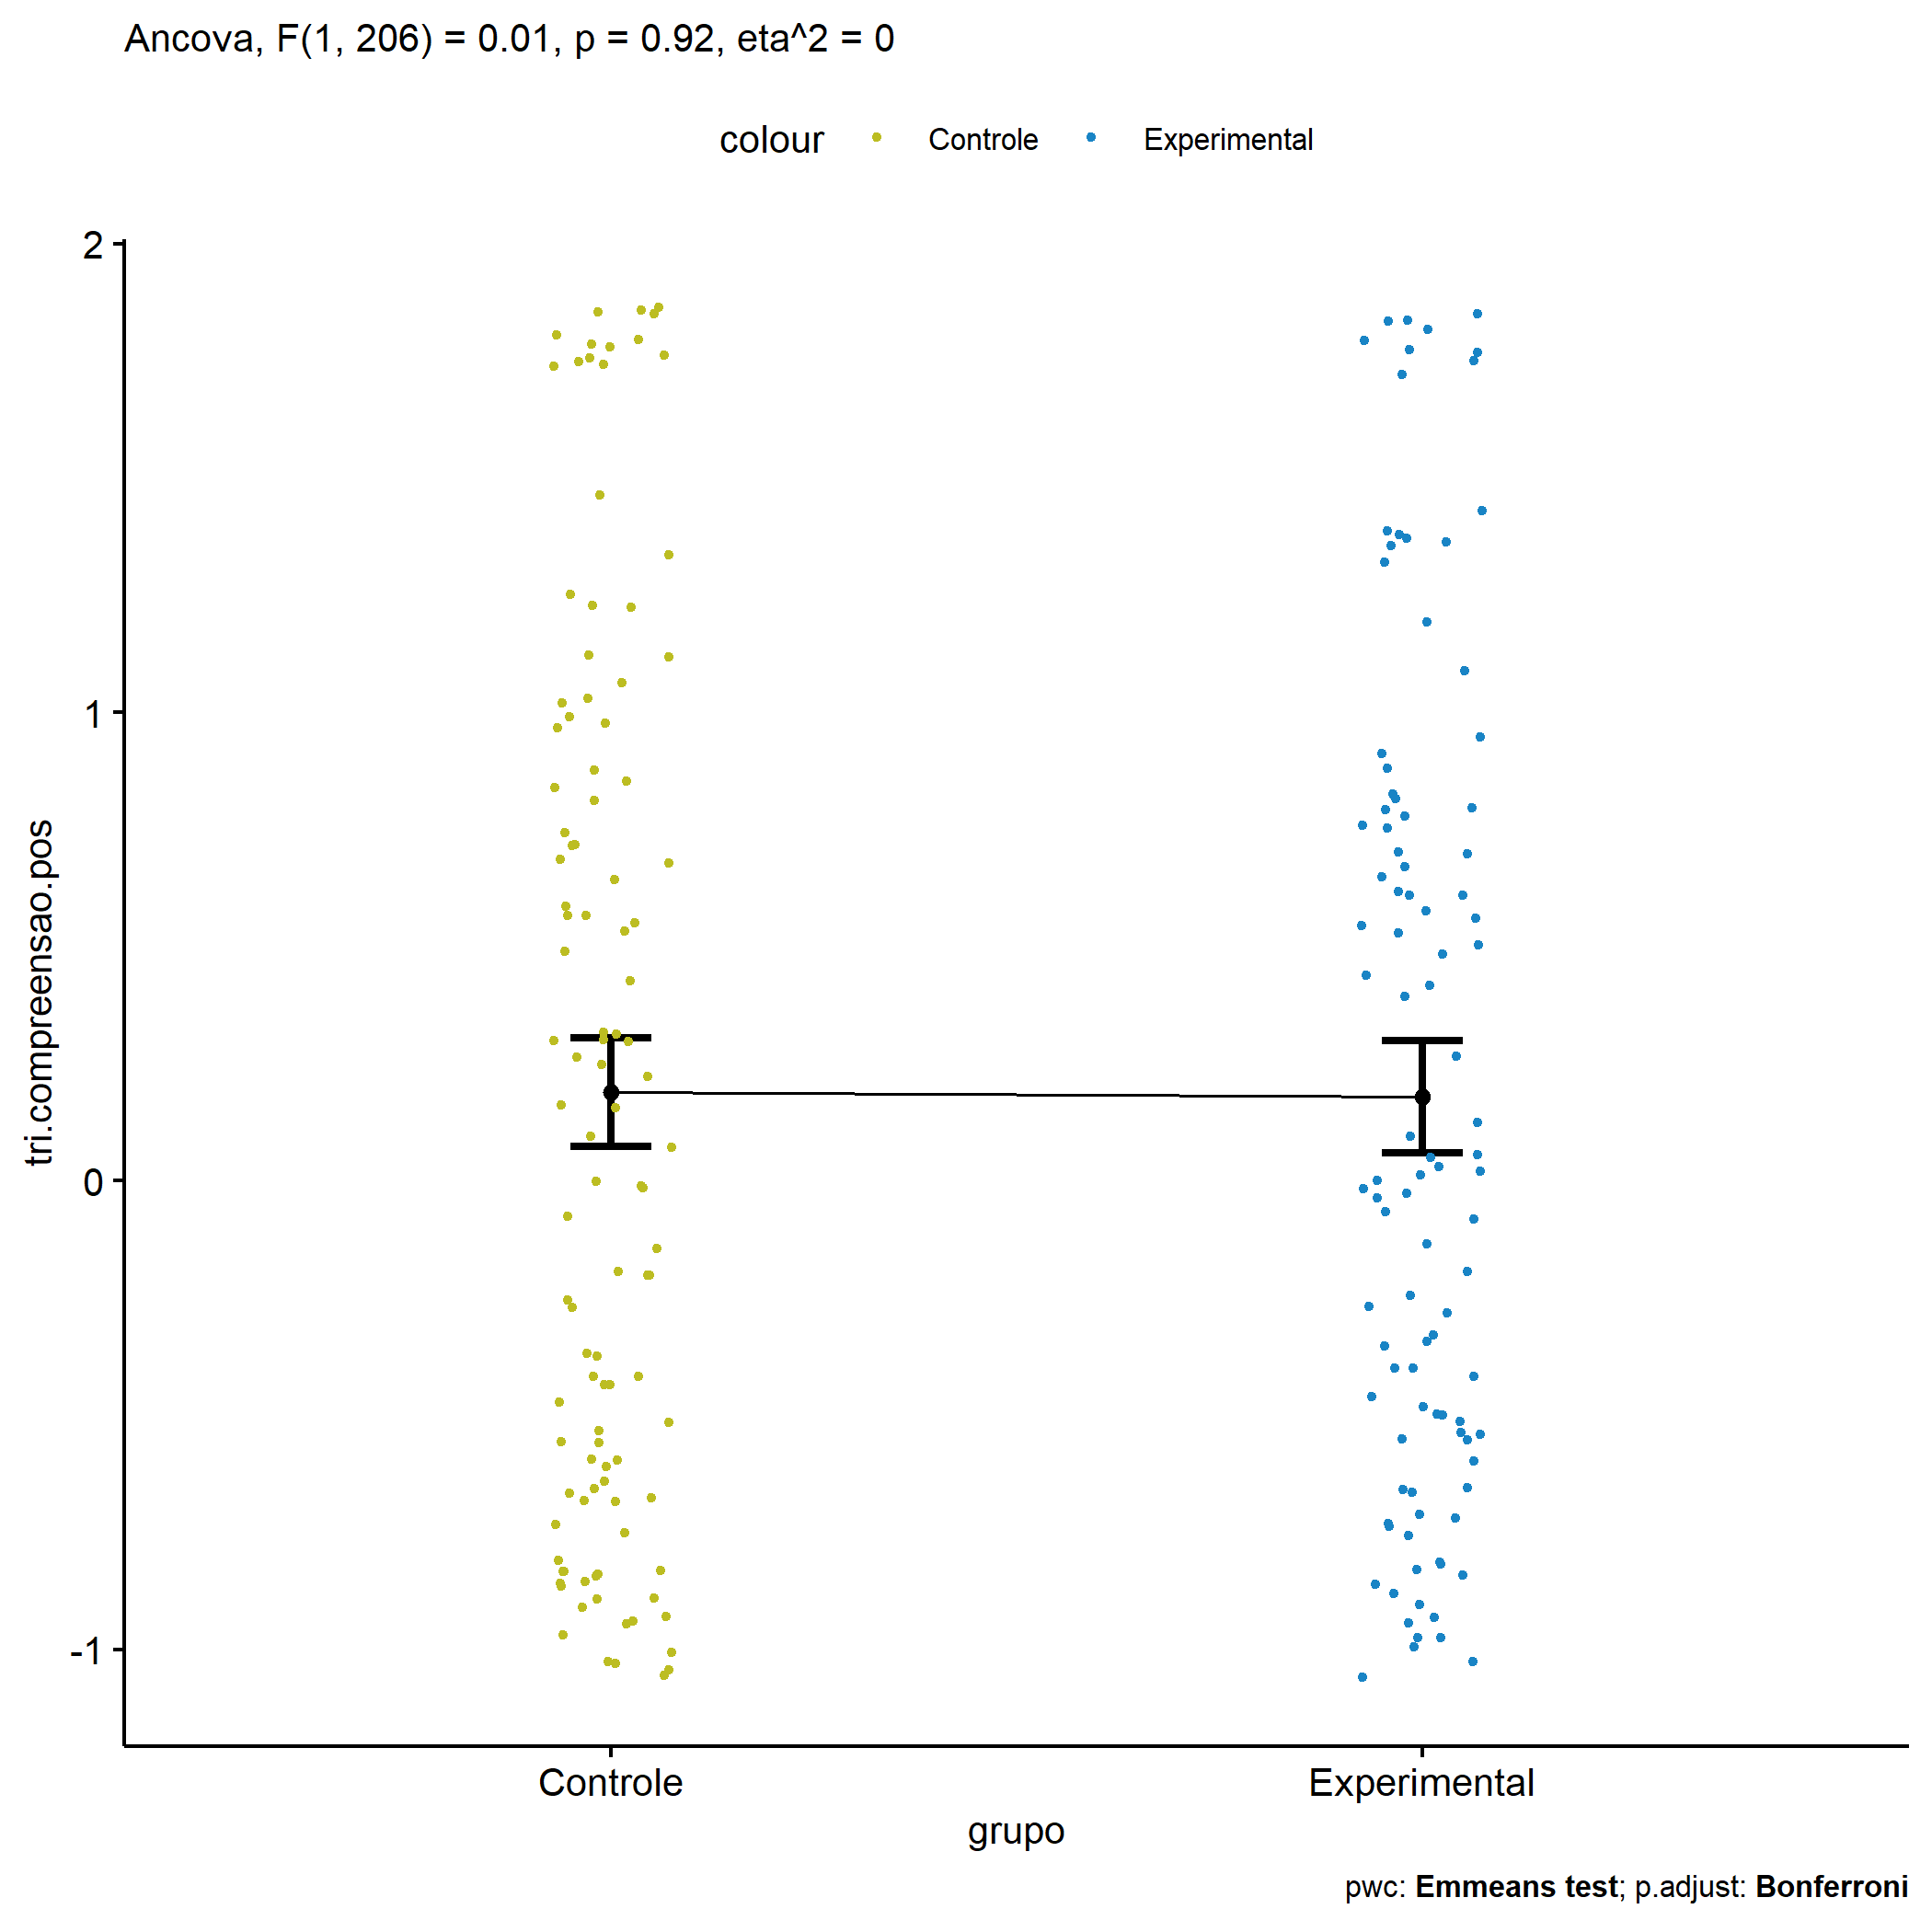 Ancova, F(1, 206) = 0.01, p = 0.92, eta^2 = 0
colour Controle Experimental
2
1
0
-1
tri.compreensao.pos
Controle Experimental
grupo
pwc: Emmeans test; p.adjust: Bonferroni